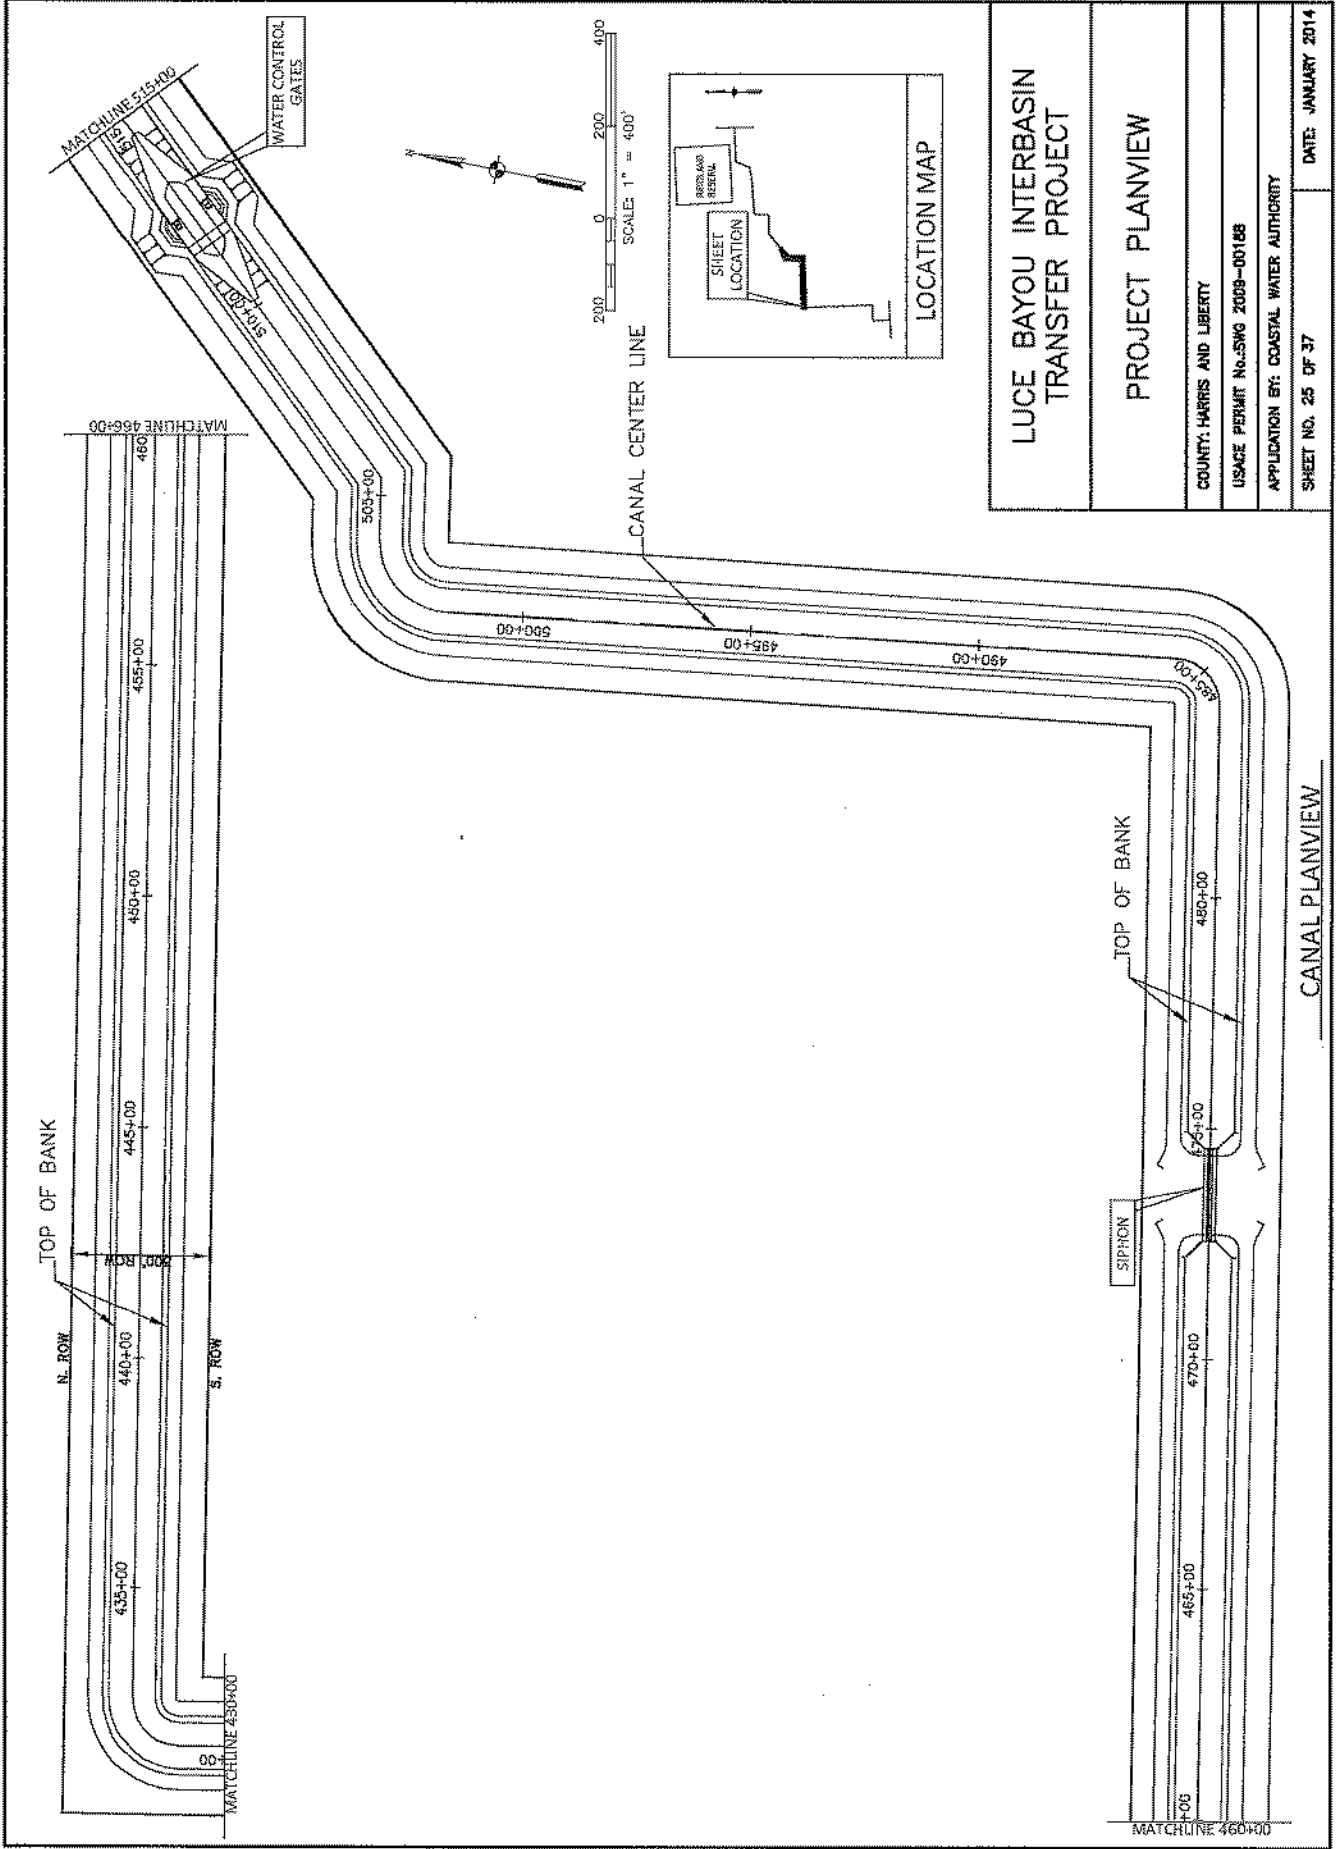 TOP OF BANK
N. ROW
S. ROW
435+00
440+00
445+00
450+00
455+00
460
MATCHLINE 466+00
+00
MATCHLINE 430+00
MATCHLINE 515+00
515
510+00
WATER CONTROL
GATES
505+00
500+00
495+00
490+00
485+00
CANAL CENTER LINE
N
200 0 200 400
SCALE: 1" = 400'
SHEET
LOCATION
LOCATION MAP
TOP OF BANK
480+00
475+00
SIPHON
470+00
465+00
+00
MATCHLINE 460+00
CANAL PLANVIEW
LUCE BAYOU INTERBASIN
TRANSFER PROJECT
PROJECT PLANVIEW
COUNTY: HARRIS AND LIBERTY
USACE PERMIT No.:SWG 2009-00188
APPLICATION BY: COASTAL WATER AUTHORITY
SHEET NO. 25 OF 37
DATE: JANUARY 2014